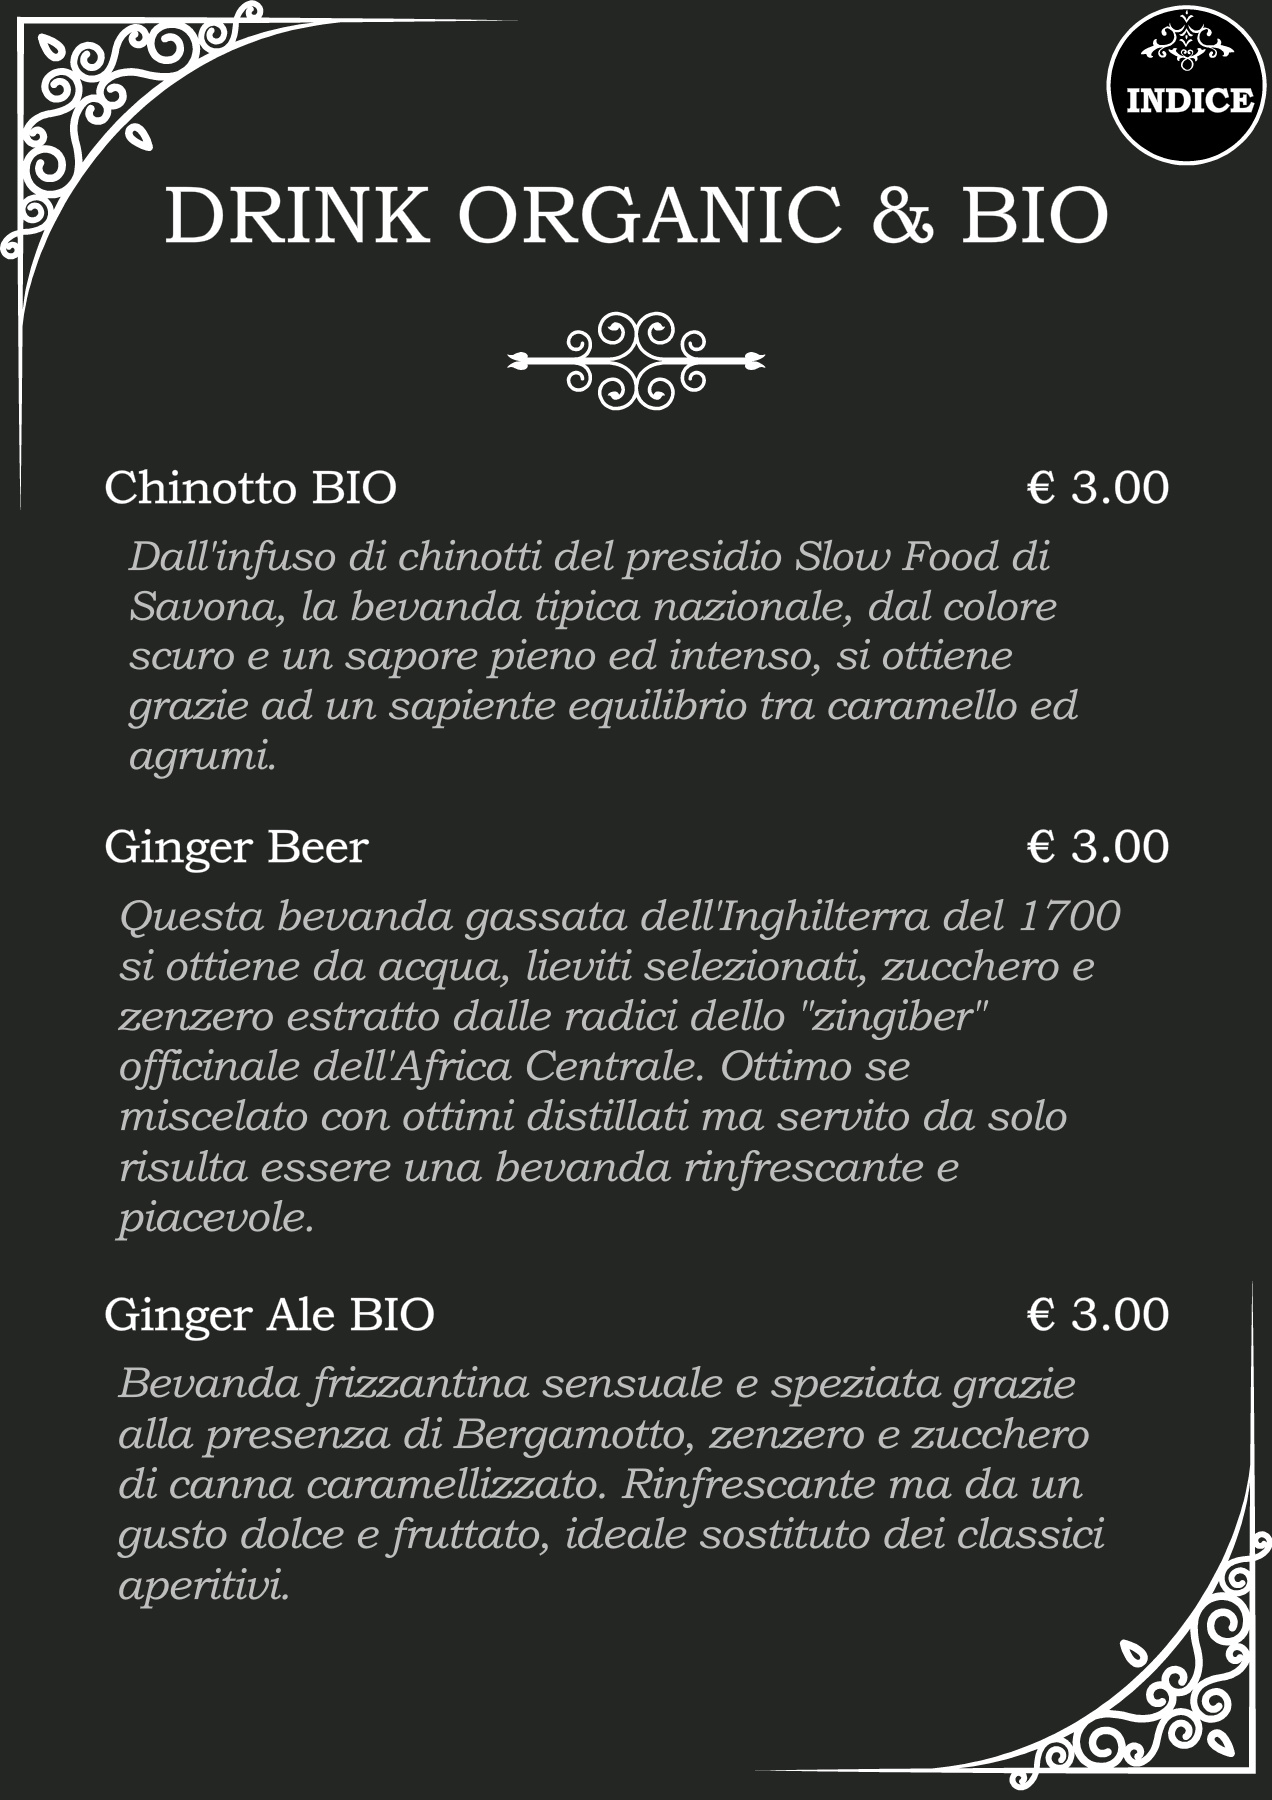 INDICE
DRINK ORGANIC & BIO
Chinotto BIO € 3.00
Dall'infuso di chinotti del presidio Slow Food di
Savona, la bevanda tipica nazionale, dal colore
scuro e un sapore pieno ed intenso, si ottiene
grazie ad un sapiente equilibrio tra caramello ed
agrumi.
Ginger Beer € 3.00
Questa bevanda gassata dell'Inghilterra del 1700
si ottiene da acqua, lieviti selezionati, zucchero e
zenzero estratto dalle radici dello "zingiber"
officinale dell'Africa Centrale. Ottimo se
miscelato con ottimi distillati ma servito da solo
risulta essere una bevanda rinfrescante e
piacevole.
Ginger Ale BIO € 3.00
Bevanda frizzantina sensuale e speziata grazie
alla presenza di Bergamotto, zenzero e zucchero
di canna caramellizzato. Rinfrescante ma da un
gusto dolce e fruttato, ideale sostituto dei classici
aperitivi.